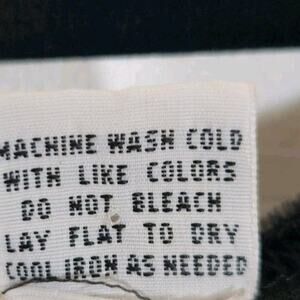 MACHINE WASH COLD
WITH LIKE COLORS
DO NOT BLEACH
LAY FLAT TO DRY
COOL IRON AS NEEDED